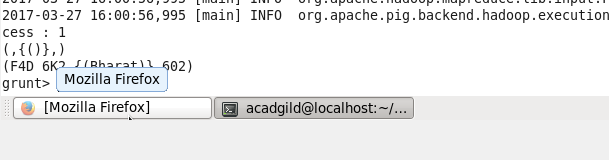 2017-03-27 16:00:56,995 [main] INFO org.apache.hadoop.mapreduce.lib.input.
2017-03-27 16:00:56,995 [main] INFO org.apache.pig.backend.hadoop.execution
cess : 1
(,{()},)
(F4D 6K2,{(Bharat)},602)
grunt>
Mozilla Firefox
[Mozilla Firefox]
acadgild@localhost:~/...